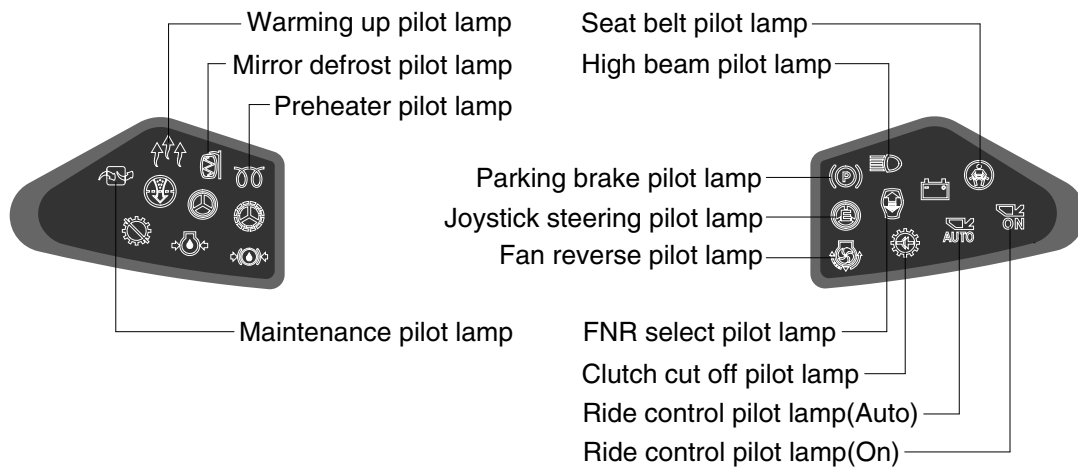 Warming up pilot lamp
Mirror defrost pilot lamp
Preheater pilot lamp
Maintenance pilot lamp
Seat belt pilot lamp
High beam pilot lamp
Parking brake pilot lamp
Joystick steering pilot lamp
Fan reverse pilot lamp
P
AUTO
ON
FNR select pilot lamp
Clutch cut off pilot lamp
Ride control pilot lamp(Auto)
Ride control pilot lamp(On)